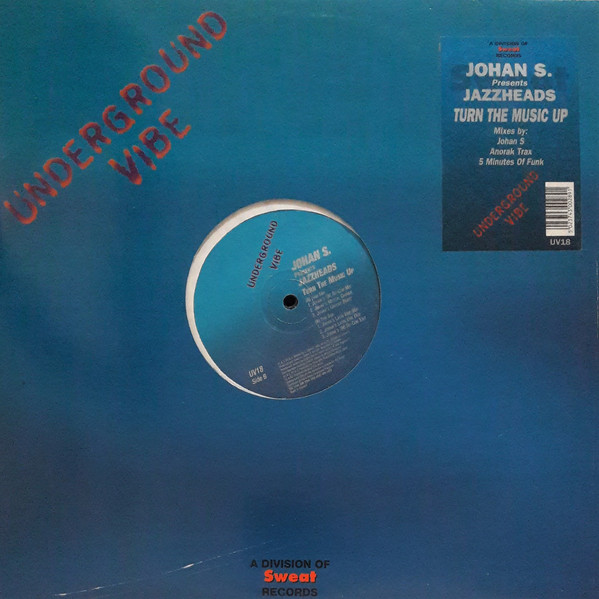 UNDERGROUND
VIBE
A DIVISION OF
Sweat
RECORDS
JOHAN S.
Presents
JAZZHEADS
TURN THE MUSIC UP
Mixes by:
Johan S
Anorak Trax
5 Minutes Of Funk
UNDERGROUND
VIBE
UV18
UNDERGROUND
VIBE
JOHAN S.
PRESENTS
JAZZHEADS
TURN THE MUSIC UP
UV18
Side B
A DIVISION OF
Sweat
RECORDS